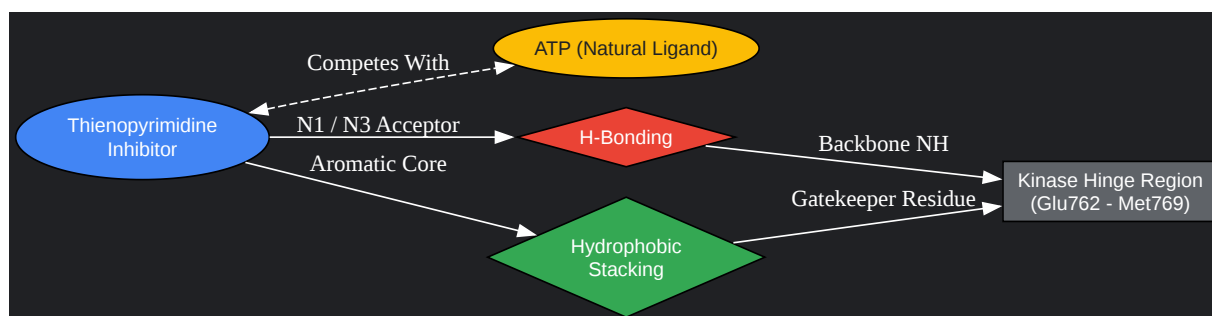 ATP (Natural Ligand)
Competes With
Thienopyrimidine
Inhibitor
N1 / N3 Acceptor
H-Bonding
Backbone NH
Aromatic Core
Kinase Hinge Region
(Glu762 - Met769)
Gatekeeper Residue
Hydrophobic
Stacking